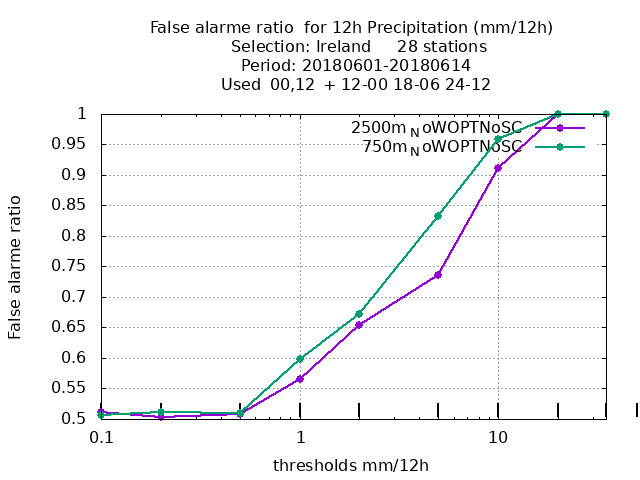 False alarme ratio  for 12h Precipitation (mm/12h)
Selection: Ireland     28 stations
Period: 20180601-20180614
Used  00,12  + 12-00 18-06 24-12
False alarme ratio
1
0.95
0.9
0.85
0.8
0.75
0.7
0.65
0.6
0.55
0.5
2500m_NoWOPTNoSC
750m_NoWOPTNoSC
0.1 1 10
thresholds mm/12h